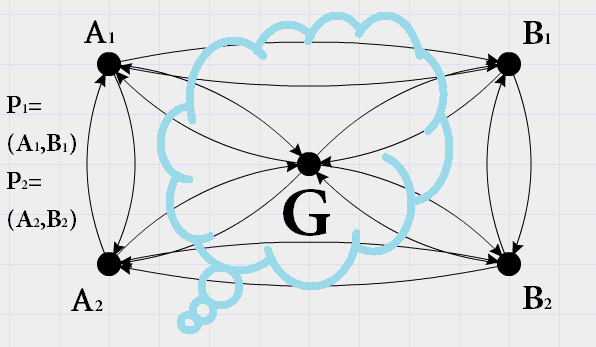 A₁ B₁
P₁=
(A₁,B₁)
P₂=
(A₂,B₂)
G
A₂ B₂